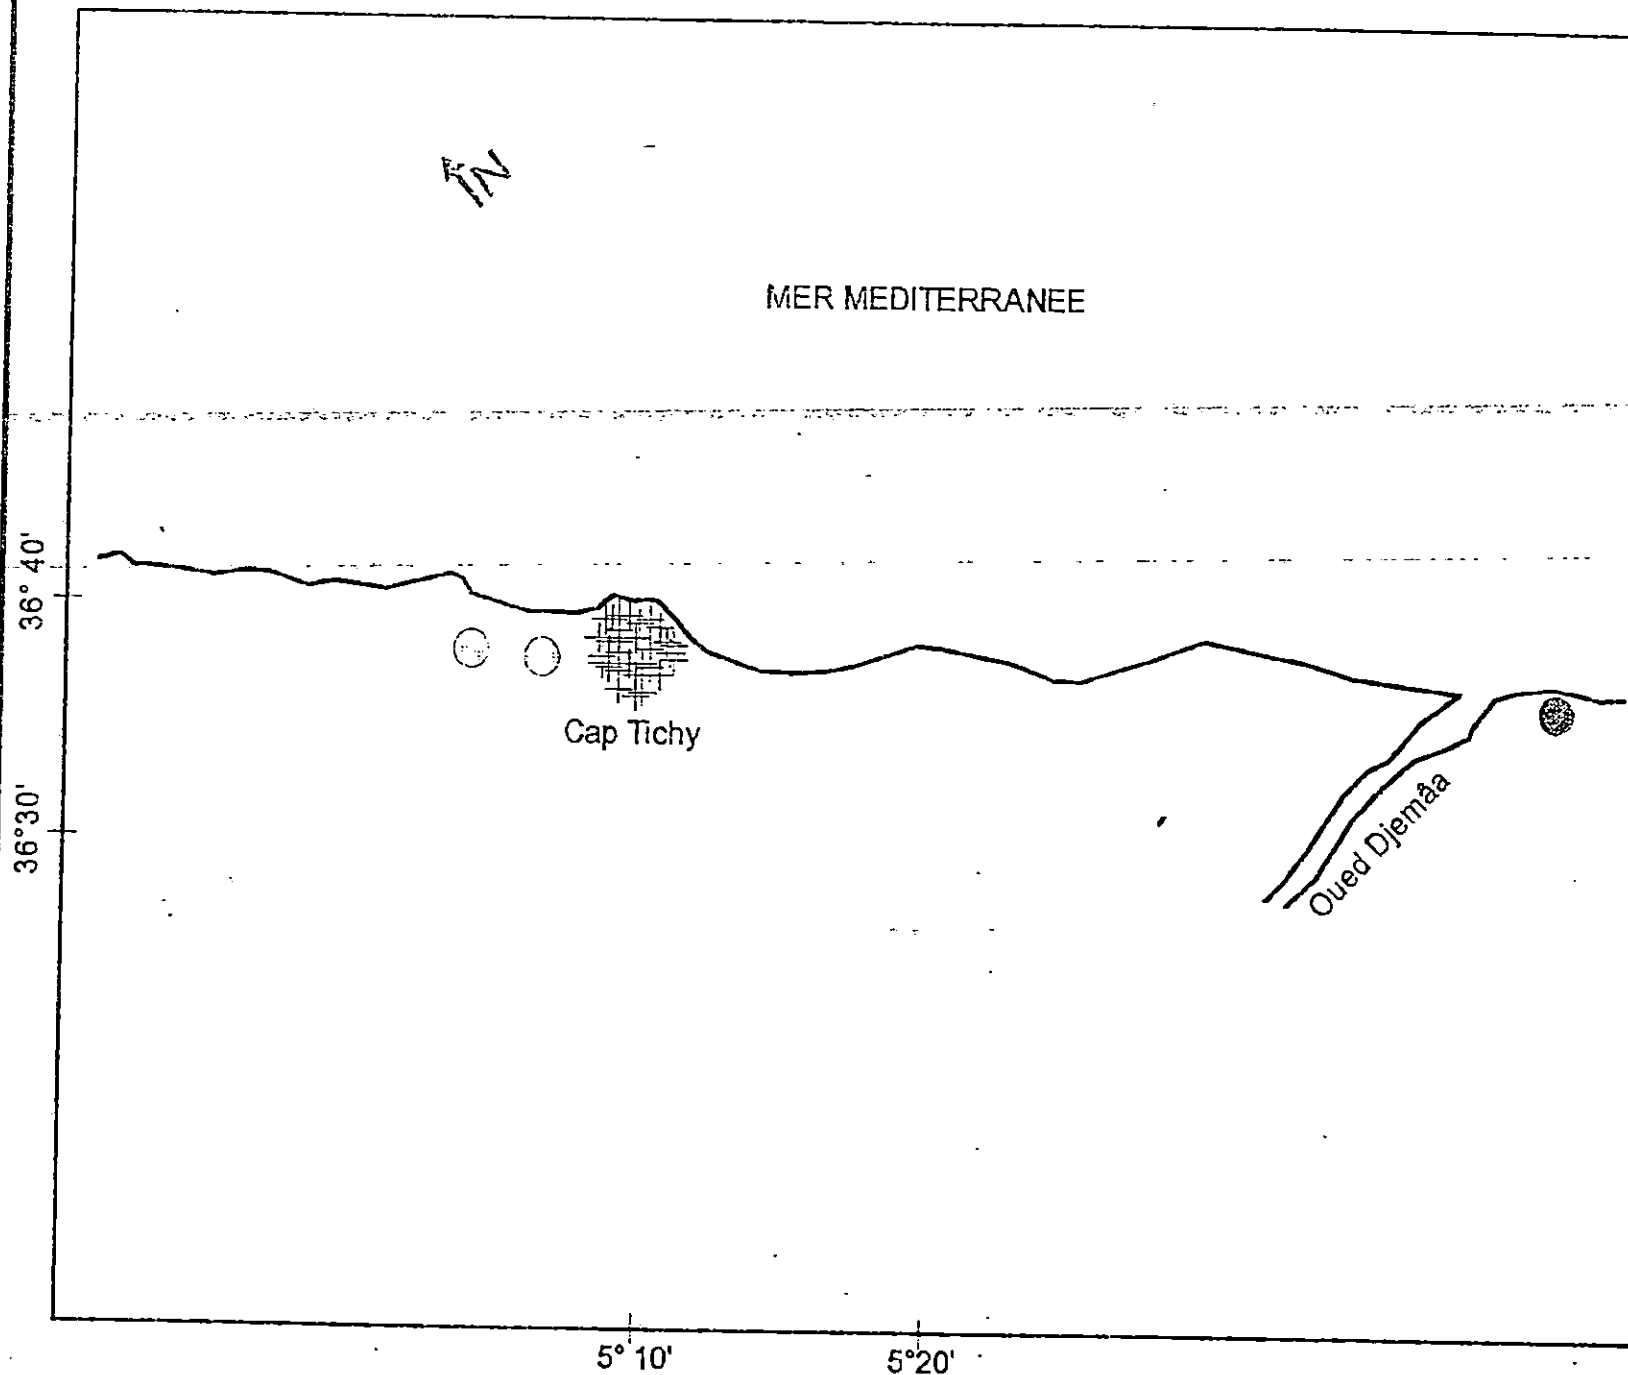 N
MER MEDITERRANEE
36° 40'
Cap Tichy
36°30'
Oued Djemâa
5° 10'
5°20'